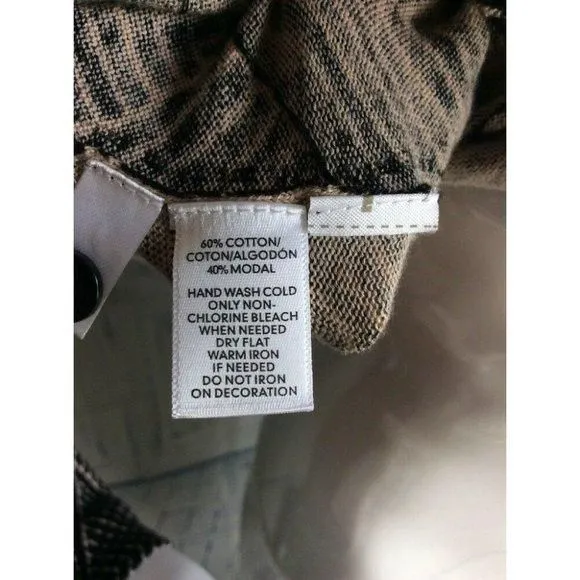 60% COTTON/
COTON/ALGODÓN
40% MODAL
HAND WASH COLD
ONLY NON-
CHLORINE BLEACH
WHEN NEEDED
DRY FLAT
WARM IRON
IF NEEDED
DO NOT IRON
ON DECORATION